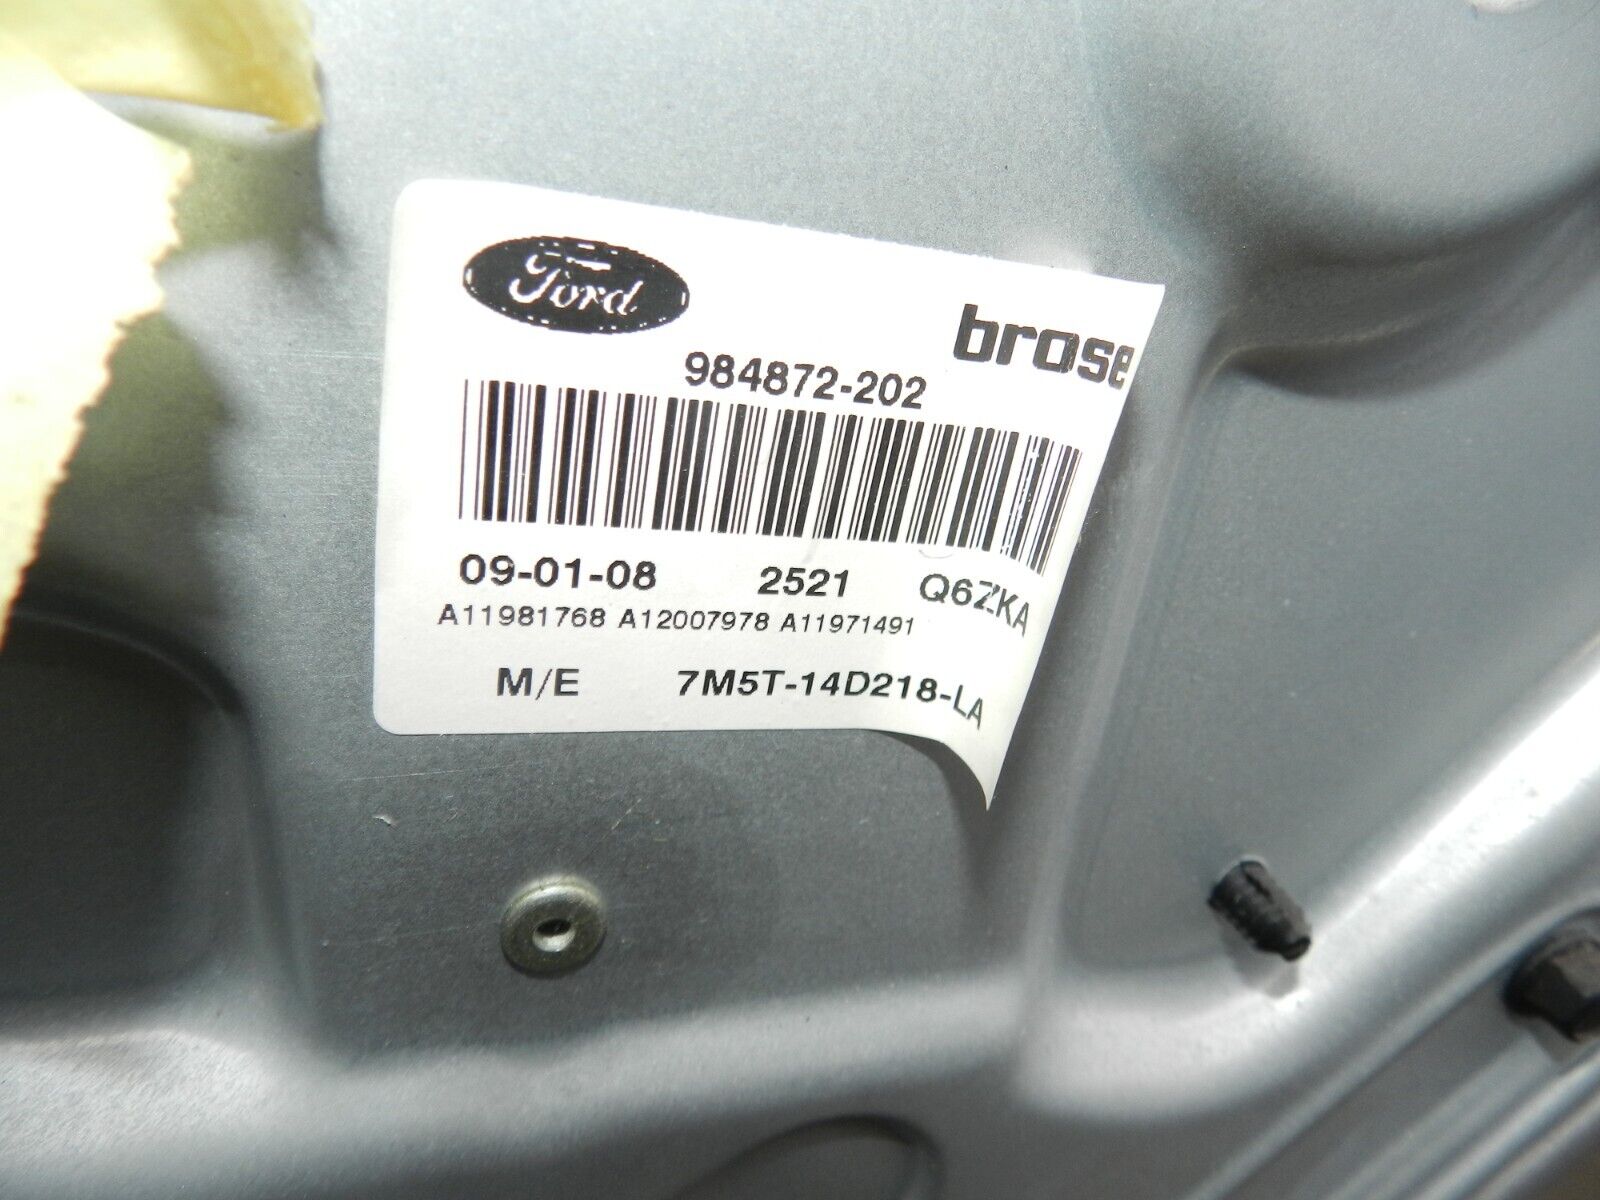 Ford
brose
984872-202
09-01-08 2521 Q6ZKA
A11981768 A12007978 A11971491
M/E 7M5T-14D218-LA